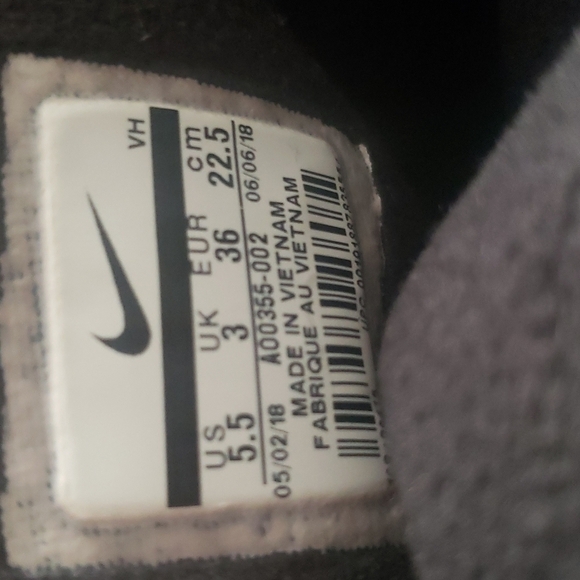 VH
US UK EUR cm
5.5 3 36 22.5
05/02/18 AO0355-002 06/06/18
MADE IN VIETNAM
FABRIQUE AU VIETNAM